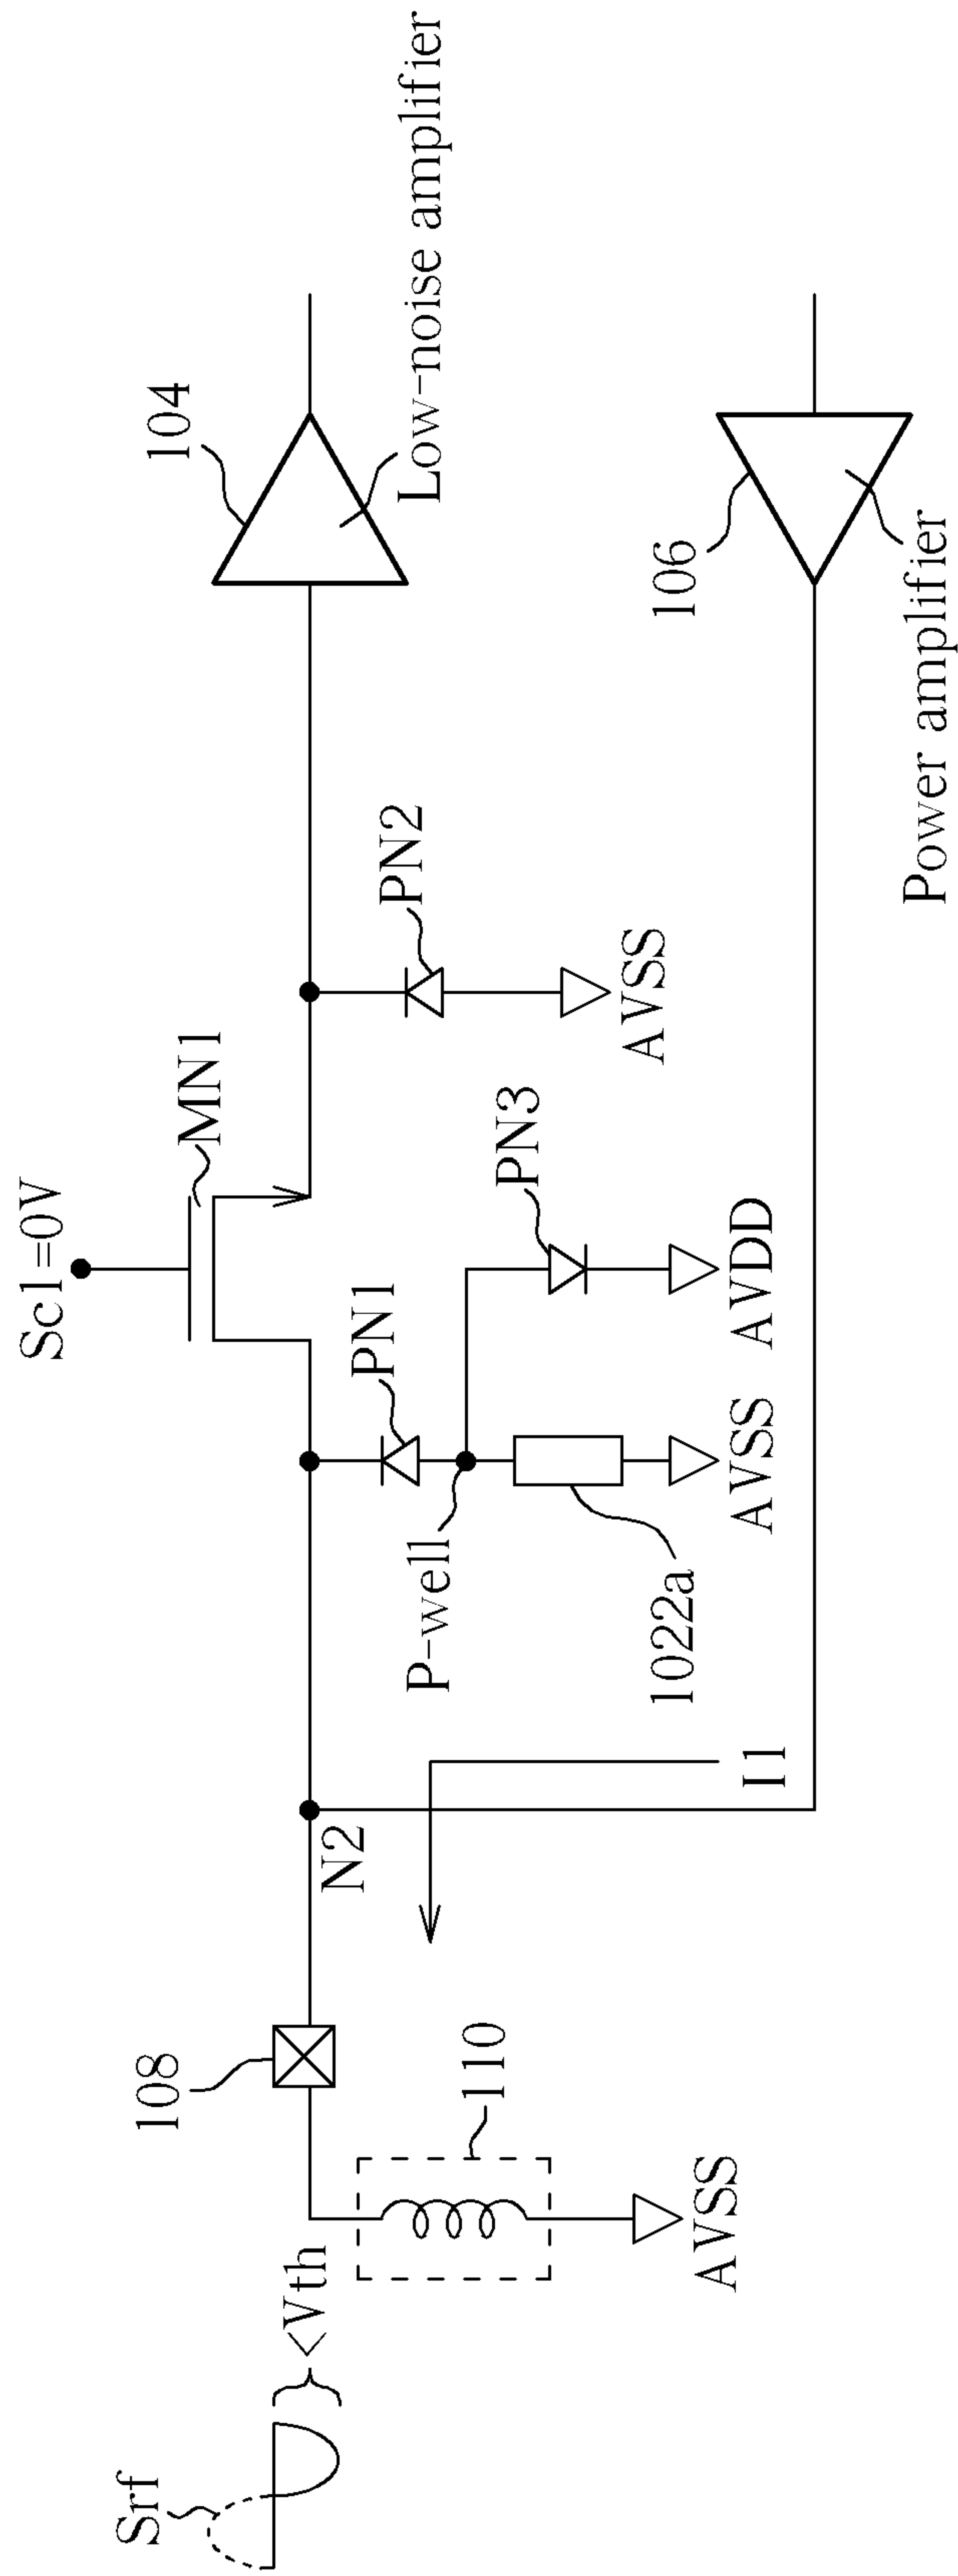 Sc1=0V
MN1
104
Low-noise amplifier
PN2
AVSS
PN1
PN3
P-well
1022a
AVSS
AVDD
108
N2
I1
110
AVSS
Srf
<Vth
106
Power amplifier